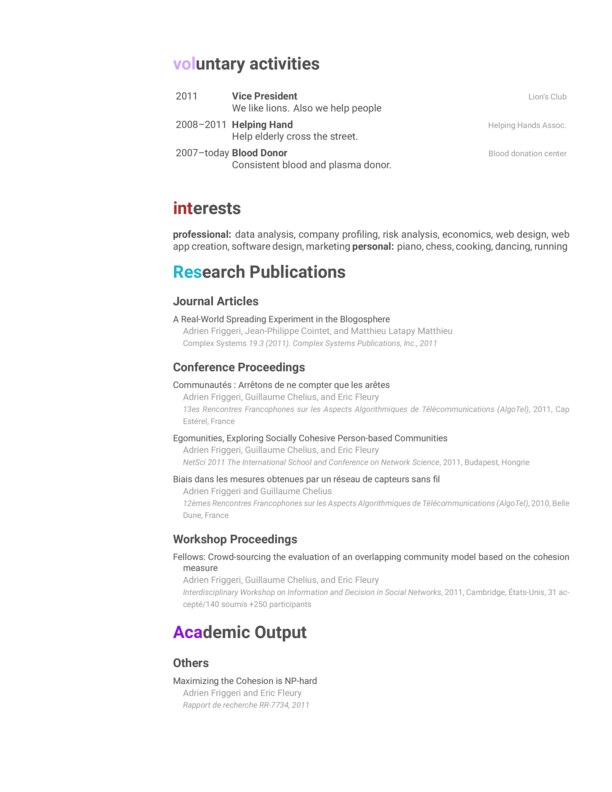 voluntary activities
2011 Vice President Lion's Club
We like lions. Also we help people
2008–2011 Helping Hand Helping Hands Assoc.
Help elderly cross the street.
2007–today Blood Donor Blood donation center
Consistent blood and plasma donor.
interests
professional: data analysis, company profiling, risk analysis, economics, web design, web
app creation, software design, marketing personal: piano, chess, cooking, dancing, running
Research Publications
Journal Articles
A Real-World Spreading Experiment in the Blogosphere
Adrien Friggeri, Jean-Philippe Cointet, and Matthieu Latapy Matthieu
Complex Systems 19.3 (2011). Complex Systems Publications, Inc., 2011
Conference Proceedings
Communautés : Arrêtons de ne compter que les arêtes
Adrien Friggeri, Guillaume Chelius, and Eric Fleury
13es Rencontres Francophones sur les Aspects Algorithmiques de Télécommunications (AlgoTel), 2011, Cap
Estérel, France
Egomunities, Exploring Socially Cohesive Person-based Communities
Adrien Friggeri, Guillaume Chelius, and Eric Fleury
NetSci 2011 The International School and Conference on Network Science, 2011, Budapest, Hongrie
Biais dans les mesures obtenues par un réseau de capteurs sans fil
Adrien Friggeri and Guillaume Chelius
12èmes Rencontres Francophones sur les Aspects Algorithmiques de Télécommunications (AlgoTel), 2010, Belle
Dune, France
Workshop Proceedings
Fellows: Crowd-sourcing the evaluation of an overlapping community model based on the cohesion
measure
Adrien Friggeri, Guillaume Chelius, and Eric Fleury
Interdisciplinary Workshop on Information and Decision in Social Networks, 2011, Cambridge, États-Unis, 31 ac-
cepté/140 soumis +250 participants
Academic Output
Others
Maximizing the Cohesion is NP-hard
Adrien Friggeri and Eric Fleury
Rapport de recherche RR-7734, 2011